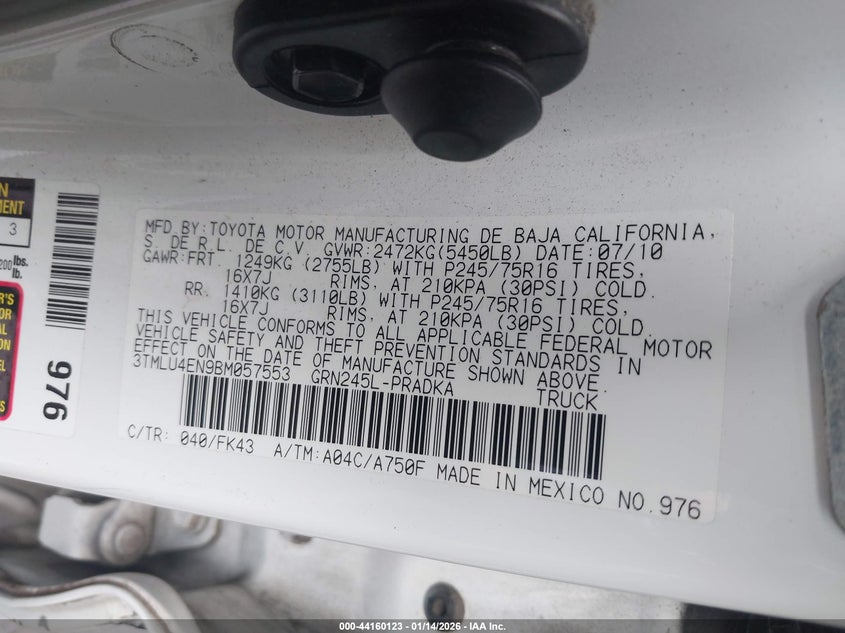 MFD BY:TOYOTA MOTOR MANUFACTURING DE BAJA CALIFORNIA,
S. DE R.L. DE C.V. GVWR:2472KG(5450LB) DATE:07/10
GAWR:FRT 1249KG (2755LB) WITH P245/75R16 TIRES,
16X7J RIMS, AT 210KPA (30PSI) COLD.
RR. 1410KG (3110LB) WITH P245/75R16 TIRES,
16X7J RIMS, AT 210KPA (30PSI) COLD.
THIS VEHICLE CONFORMS TO ALL APPLICABLE FEDERAL MOTOR
VEHICLE SAFETY AND THEFT PREVENTION STANDARDS IN
EFFECT ON THE DATE OF MANUFACTURE SHOWN ABOVE.
3TMLU4EN9BM057553 GRN245L-PRADKA TRUCK
C/TR: 040/FK43 A/TM:A04C/A750F MADE IN MEXICO NO.976
3
200 lbs.
lb.
976
000-44160123 - 01/14/2026 - IAA Inc.